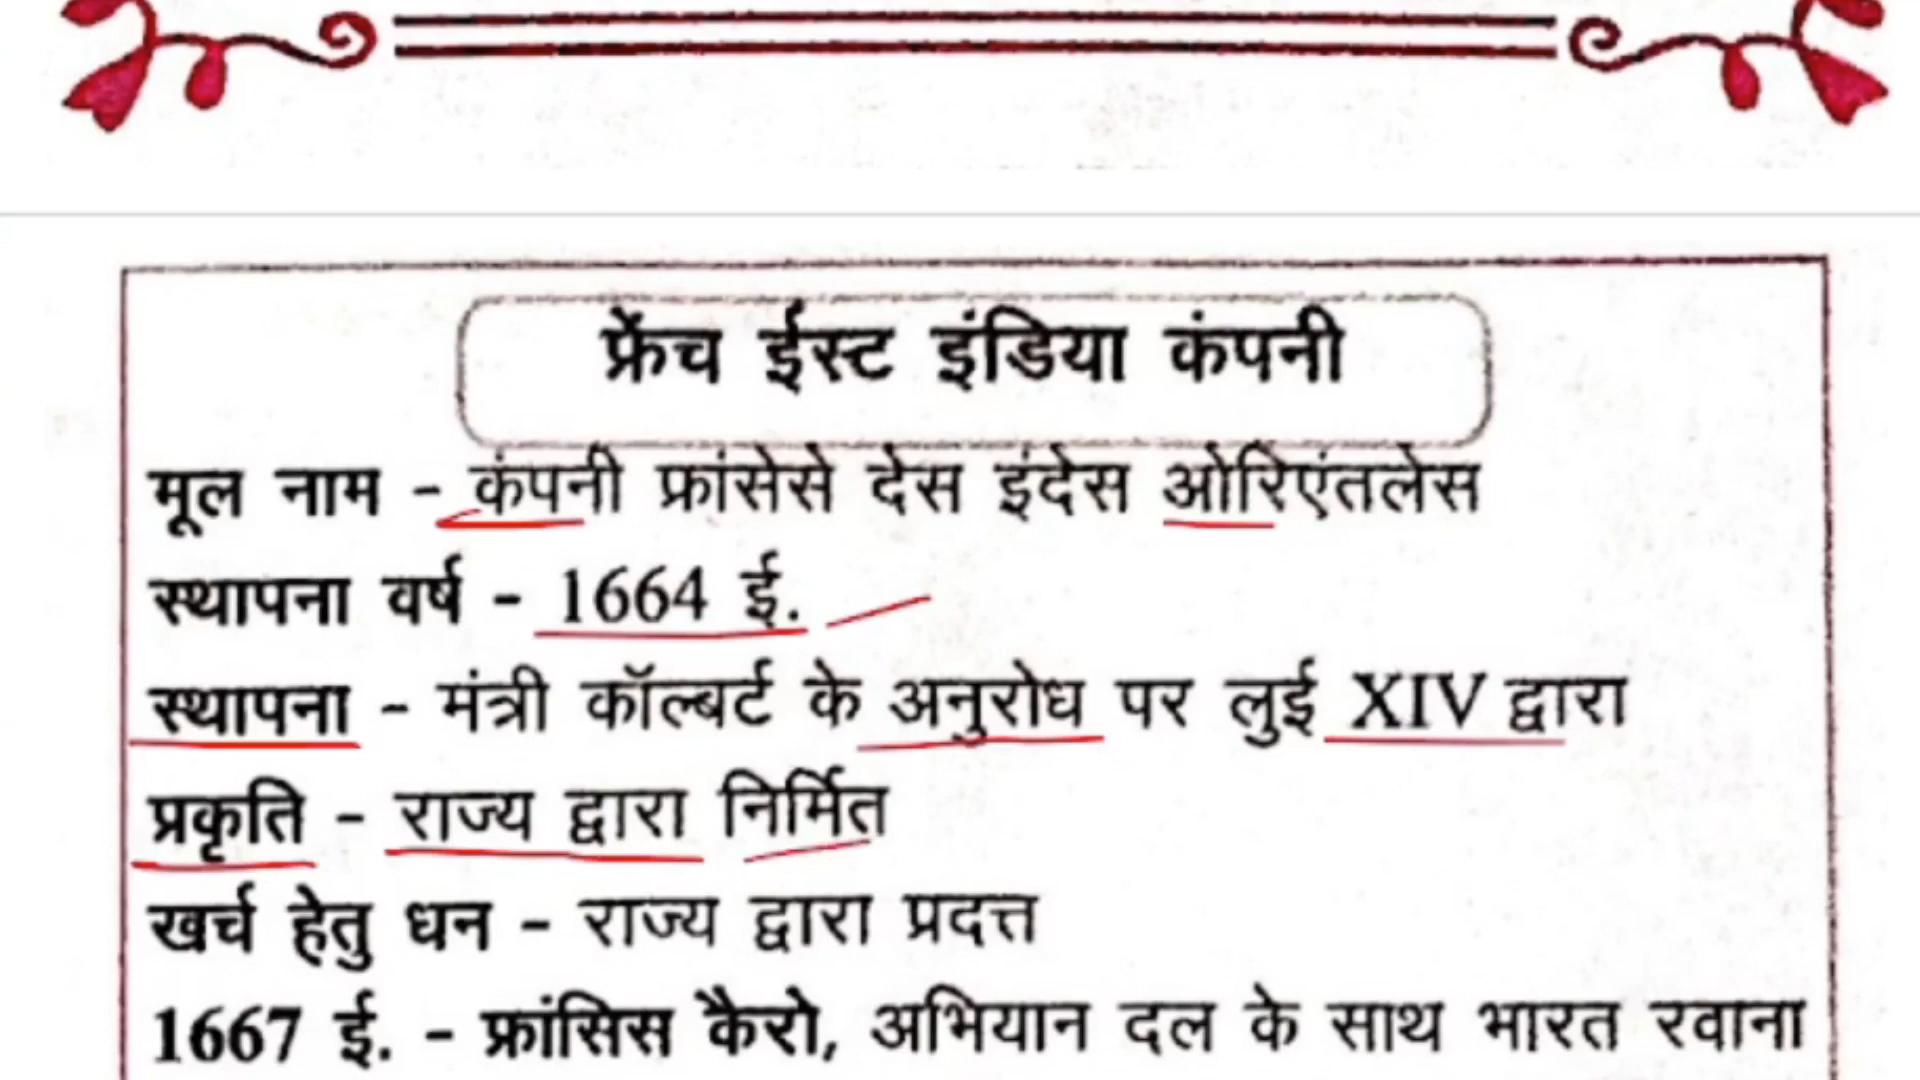 फ्रेंच ईस्ट इंडिया कंपनी
मूल नाम - कंपनी फ्रांसेसे देस इंदेस ओरिएंतलेस
स्थापना वर्ष - 1664 ई.
स्थापना - मंत्री कॉल्बर्ट के अनुरोध पर लुई XIV द्वारा
प्रकृति - राज्य द्वारा निर्मित
खर्च हेतु धन - राज्य द्वारा प्रदत्त
1667 ई. - फ्रांसिस कैरो, अभियान दल के साथ भारत रवाना